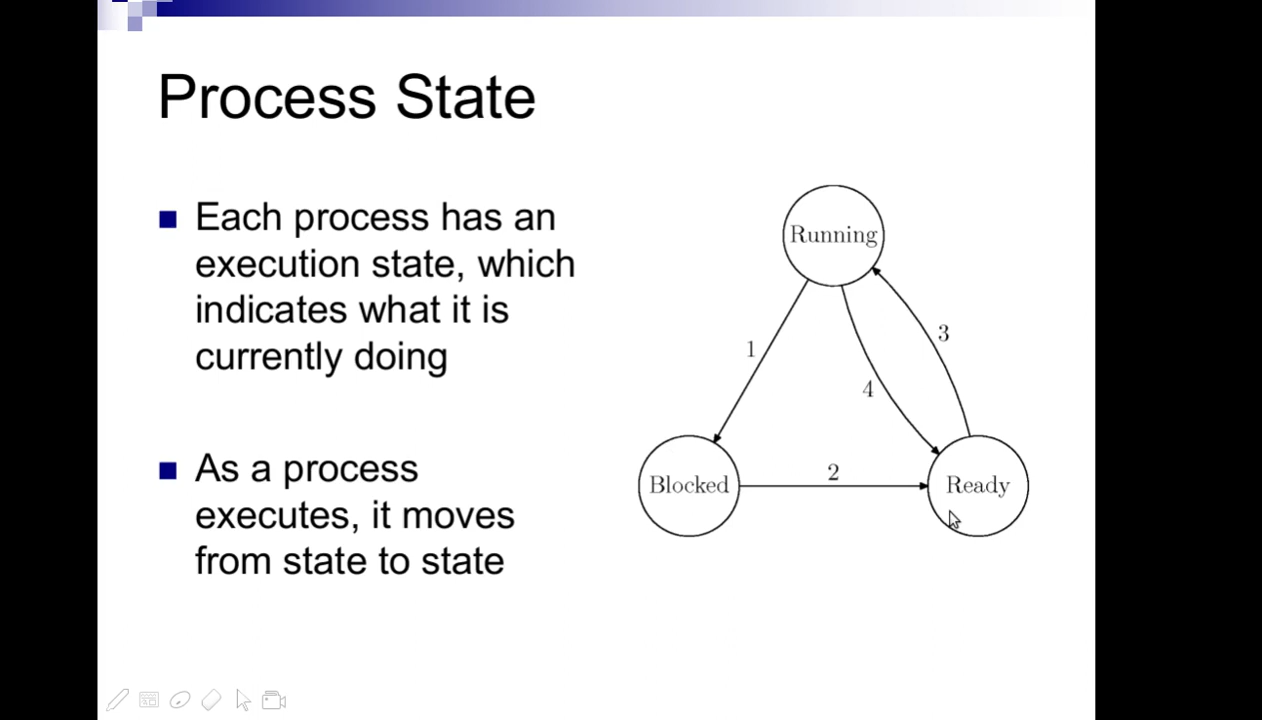 Process State
Each process has an
execution state, which
indicates what it is
currently doing
As a process
executes, it moves
from state to state
Running
1
3
4
Blocked
2
Ready